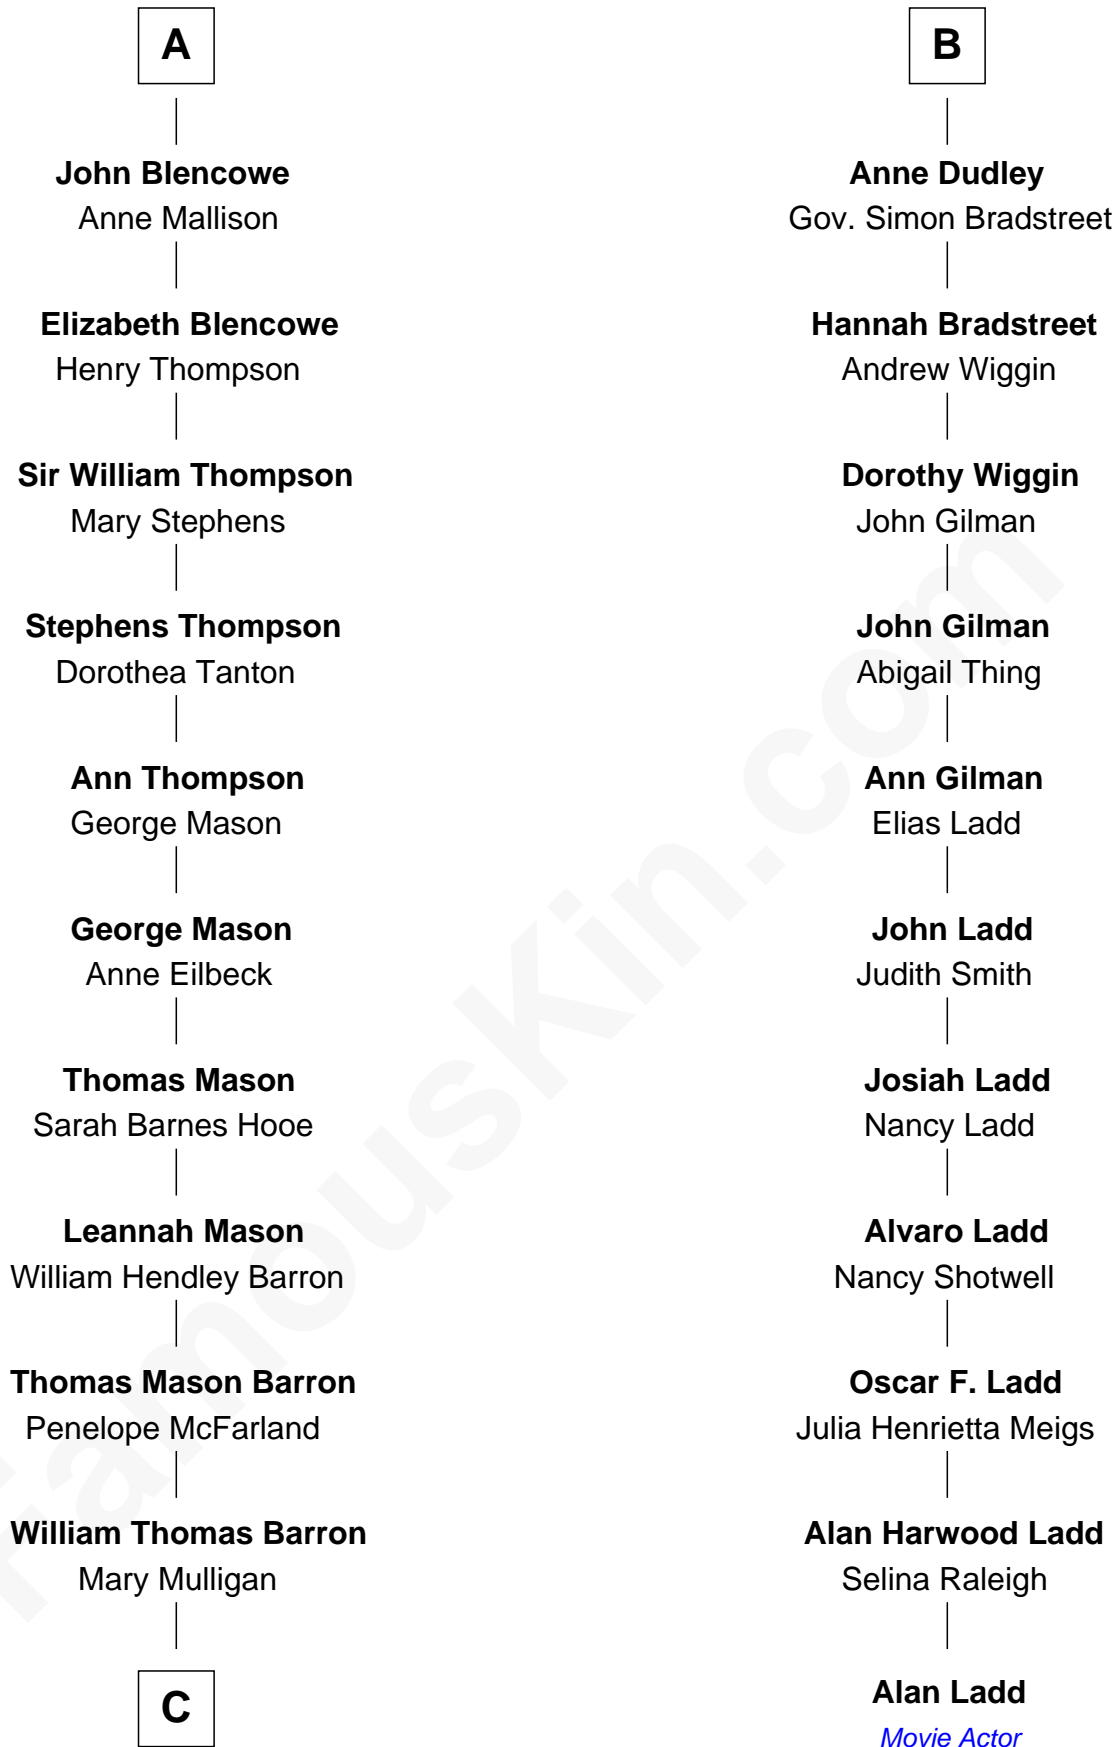 A
John Blencowe
Anne Mallison
Elizabeth Blencowe
Henry Thompson
Sir William Thompson
Mary Stephens
Stephens Thompson
Dorothea Tanton
Ann Thompson
George Mason
George Mason
Anne Eilbeck
Thomas Mason
Sarah Barnes Hooe
Leannah Mason
William Hendley Barron
Thomas Mason Barron
Penelope McFarland
William Thomas Barron
Mary Mulligan
C
B
Anne Dudley
Gov. Simon Bradstreet
Hannah Bradstreet
Andrew Wiggin
Dorothy Wiggin
John Gilman
John Gilman
Abigail Thing
Ann Gilman
Elias Ladd
John Ladd
Judith Smith
Josiah Ladd
Nancy Ladd
Alvaro Ladd
Nancy Shotwell
Oscar F. Ladd
Julia Henrietta Meigs
Alan Harwood Ladd
Selina Raleigh
Alan Ladd
Movie Actor
FamousKin.com